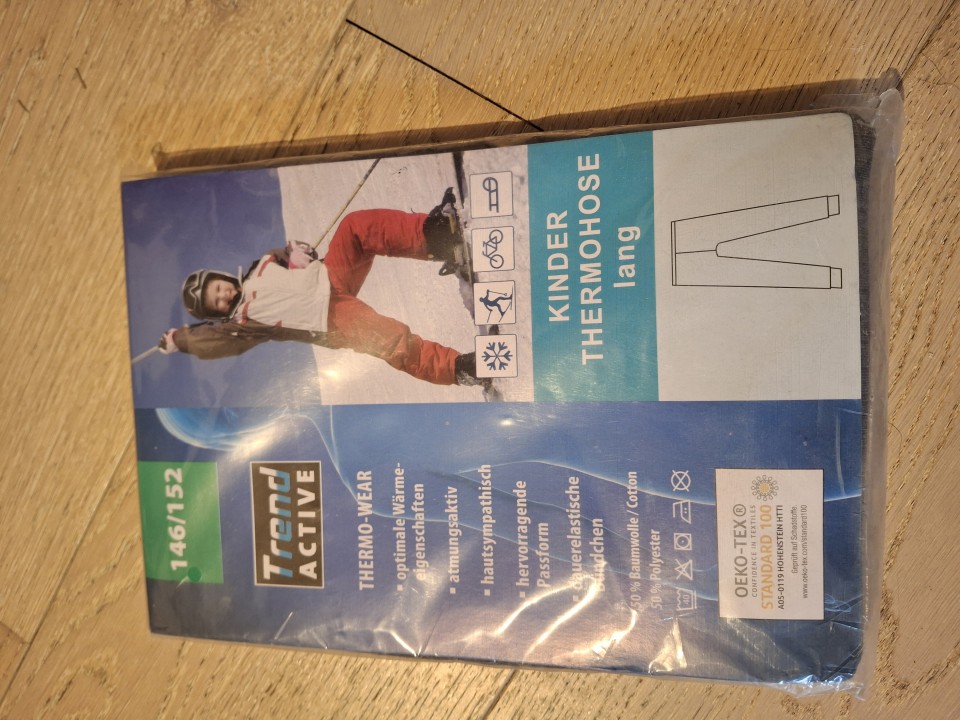 146/152
Trend
ACTIVE
THERMO-WEAR
▪ optimale Wärme-
eigenschaften
▪ atmungsaktiv
▪ hautsympathisch
▪ hervorragende
Passform
▪
50 % Baumwolle / Cotton
50 % Polyester
OEKO-TEX®
CONFIDENCE IN TEXTILES
STANDARD 100
A05-0119 HOHENSTEIN HTTI
Geprüft auf Schadstoffe.
www.oeko-tex.com/standard100
KINDER
THERMOHOSE
lang